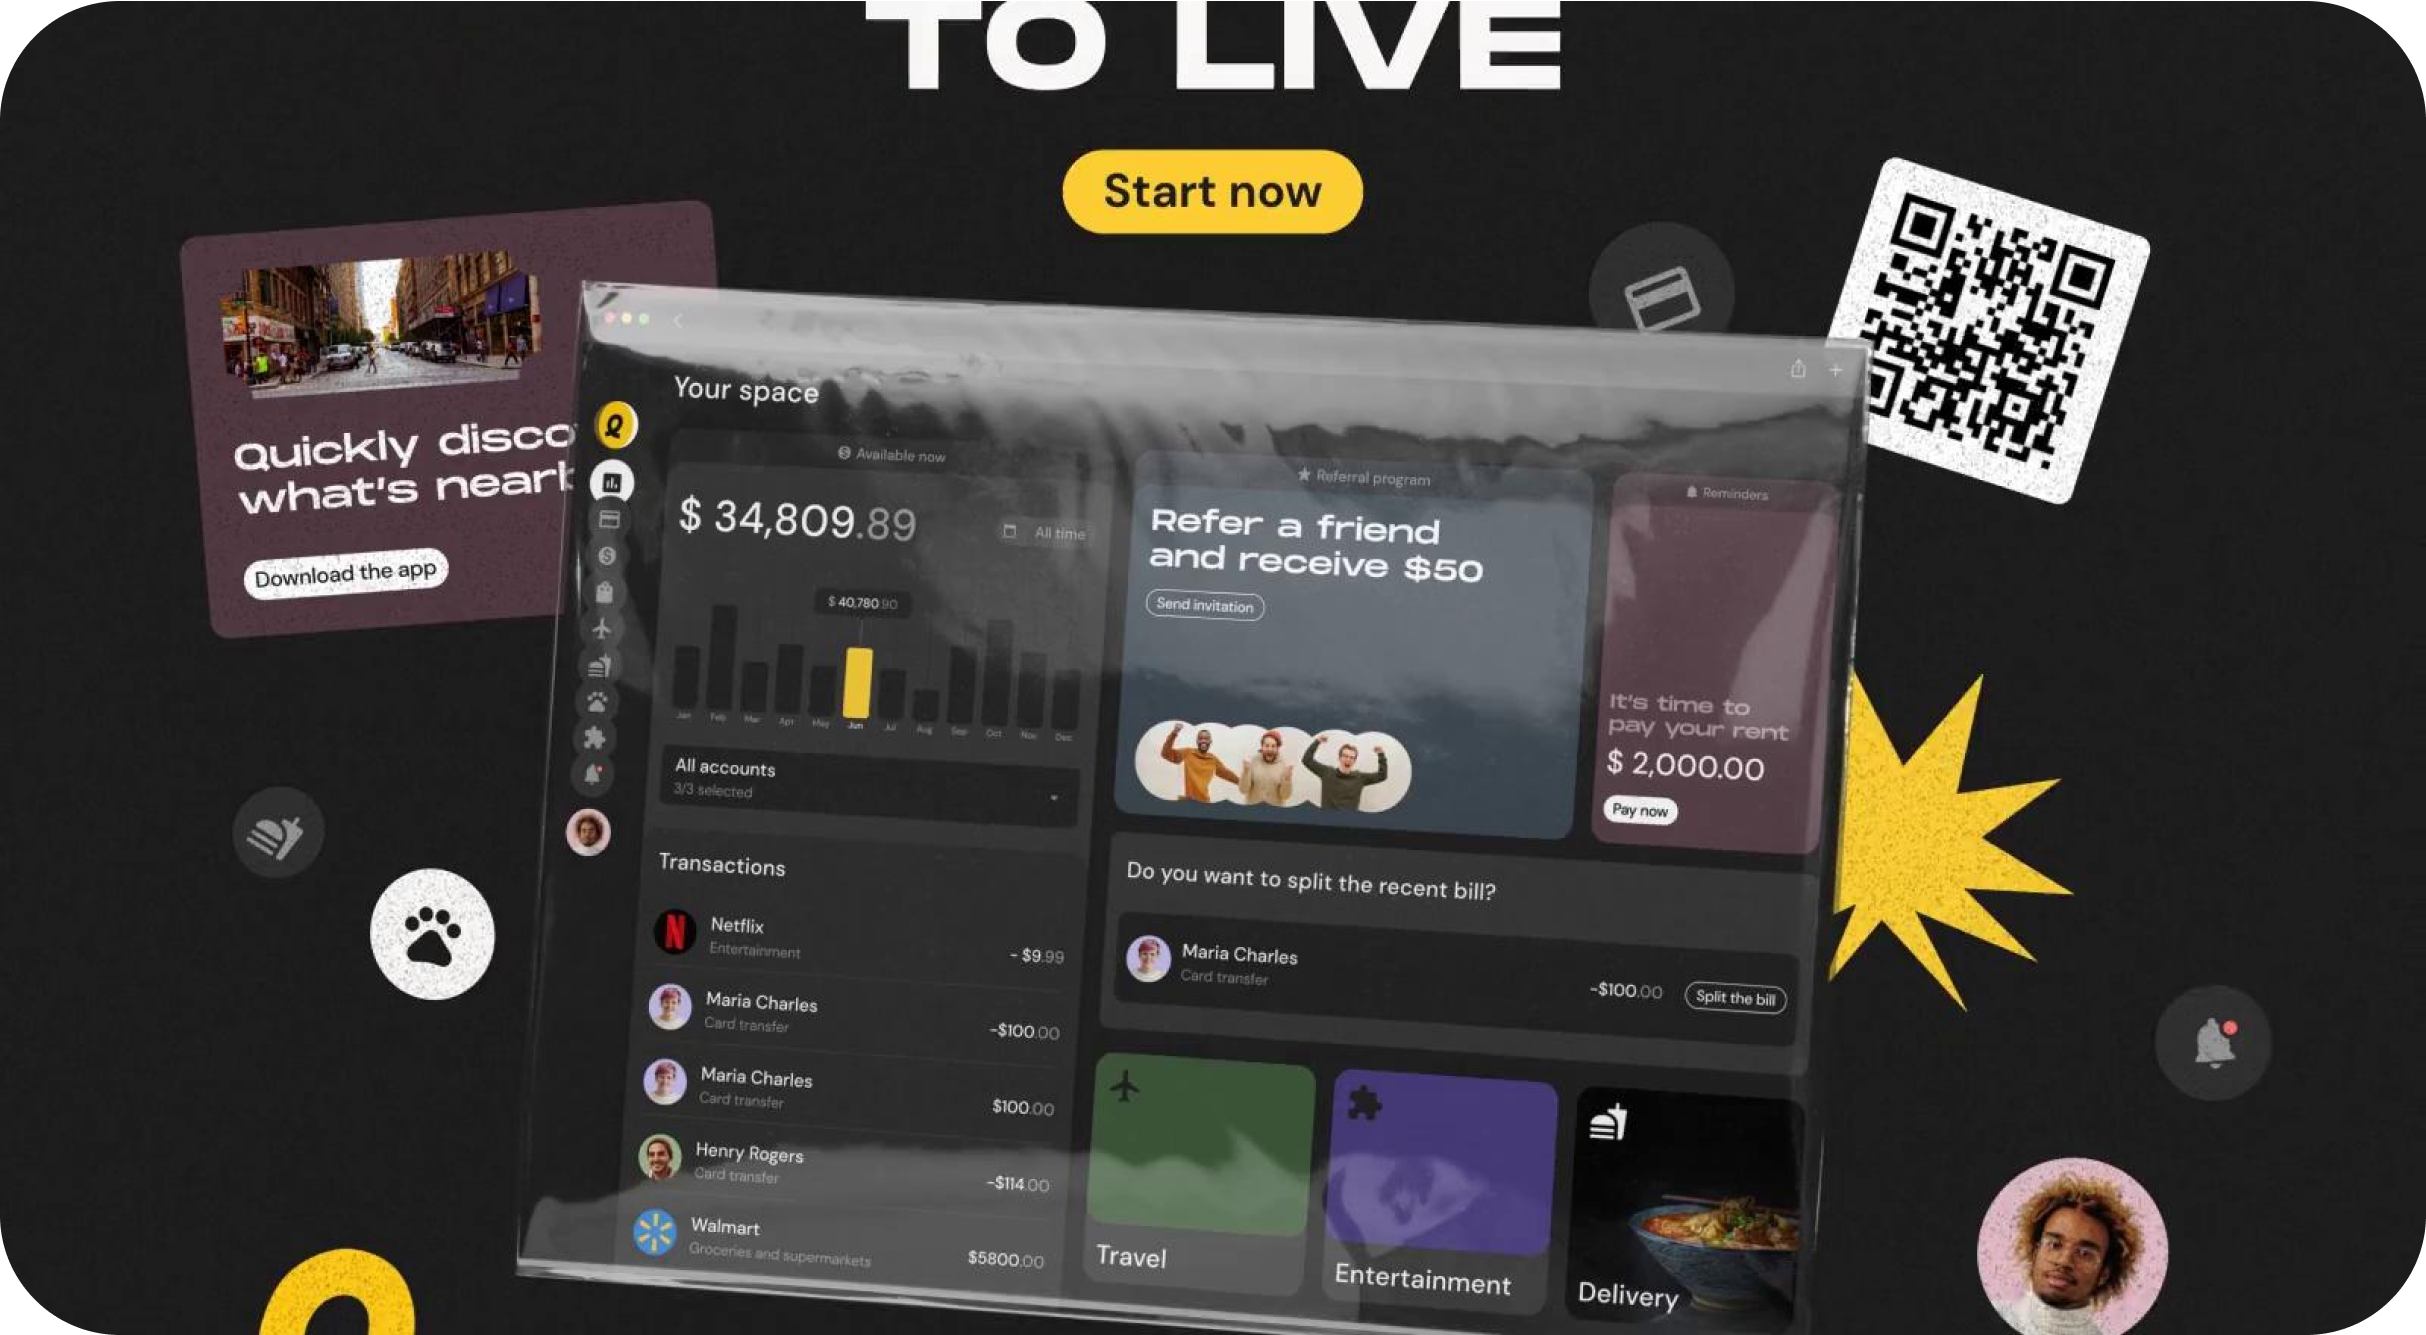 TO LIVE
Start now
Quickly disco
what's near
Download the app
Your space
Available now
$ 34,809.89
All time
$ 40,780.90
Jan Feb Mar Apr May Jun Jul Aug Sep Oct Nov Dec
All accounts
3/3 selected
Transactions
Netflix
Entertainment
- $9.99
Maria Charles
Card transfer
-$100.00
Maria Charles
Card transfer
$100.00
Henry Rogers
Card transfer
-$114.00
Walmart
Groceries and supermarkets
$5800.00
Referral program
Refer a friend
and receive $50
Send invitation
Reminders
It's time to
pay your rent
$ 2,000.00
Pay now
Do you want to split the recent bill?
Maria Charles
Card transfer
-$100.00
Split the bill
Travel
Entertainment
Delivery